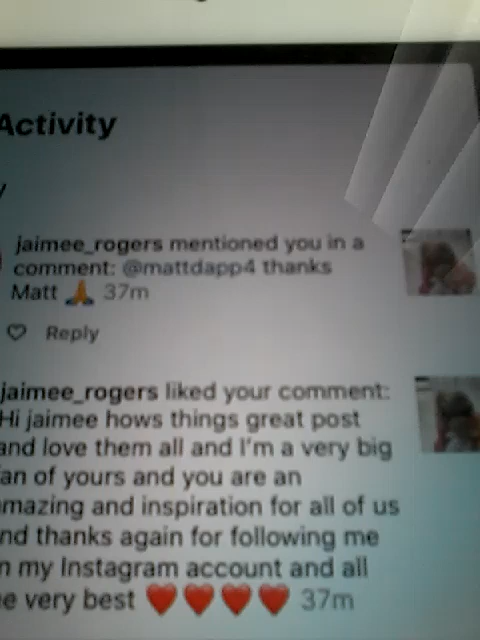 Activity
y
jaimee_rogers mentioned you in a
comment: @mattdapp4 thanks
Matt 🙏 37m
Reply
jaimee_rogers liked your comment:
Hi jaimee hows things great post
and love them all and I'm a very big
an of yours and you are an
mazing and inspiration for all of us
nd thanks again for following me
n my Instagram account and all
e very best ❤️❤️❤️❤️ 37m